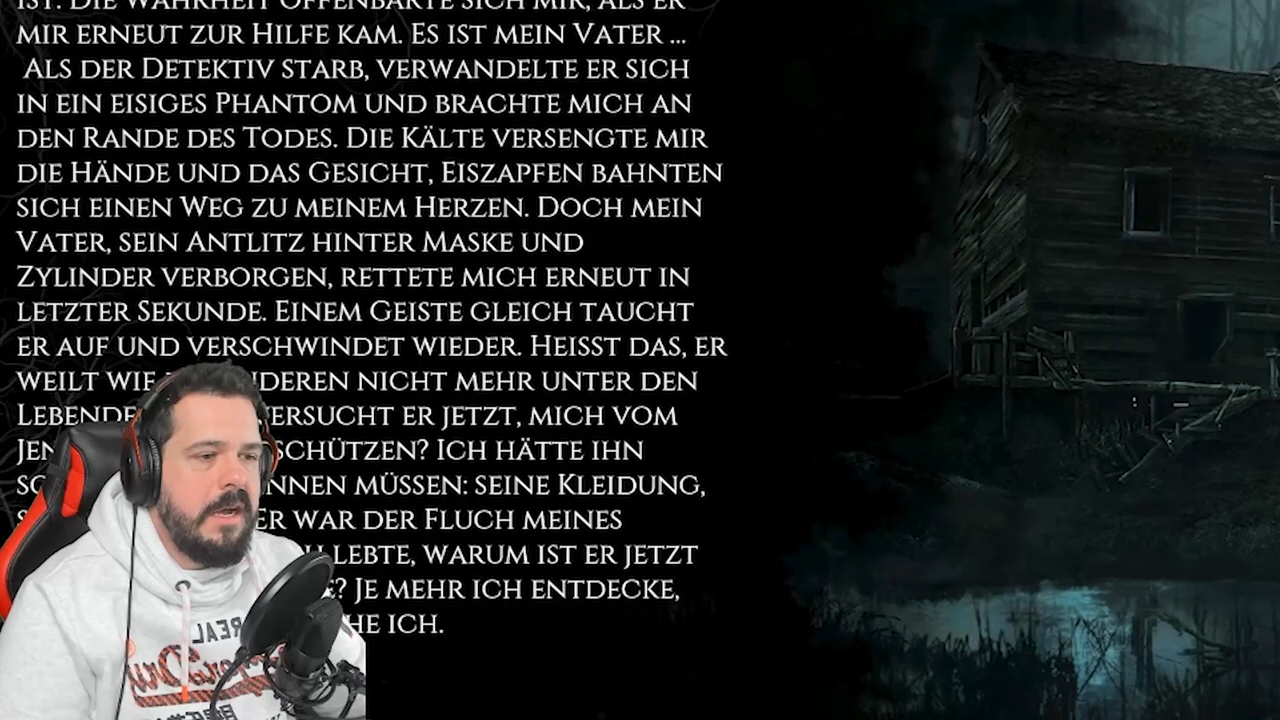 IST. DIE WAHRHEIT OFFENBARTE SICH MIR, ALS ER
MIR ERNEUT ZUR HILFE KAM. ES IST MEIN VATER ...
ALS DER DETEKTIV STARB, VERWANDELTE ER SICH
IN EIN EISIGES PHANTOM UND BRACHTE MICH AN
DEN RANDE DES TODES. DIE KÄLTE VERSENGTE MIR
DIE HÄNDE UND DAS GESICHT, EISZAPFEN BAHNTEN
SICH EINEN WEG ZU MEINEM HERZEN. DOCH MEIN
VATER, SEIN ANTLITZ HINTER MASKE UND
ZYLINDER VERBORGEN, RETTETE MICH ERNEUT IN
LETZTER SEKUNDE. EINEM GEISTE GLEICH TAUCHT
ER AUF UND VERSCHWINDET WIEDER. HEISST DAS, ER
WEILT WIE NICHT MEHR UNTER DEN
ER JETZT, MICH VOM
SCHÜTZEN? ICH HÄTTE IHN
MÜSSEN: SEINE KLEIDUNG,
WAR DER FLUCH MEINES
LEBTE, WARUM IST ER JETZT
JE MEHR ICH ENTDECKE,
ICH.
REAL